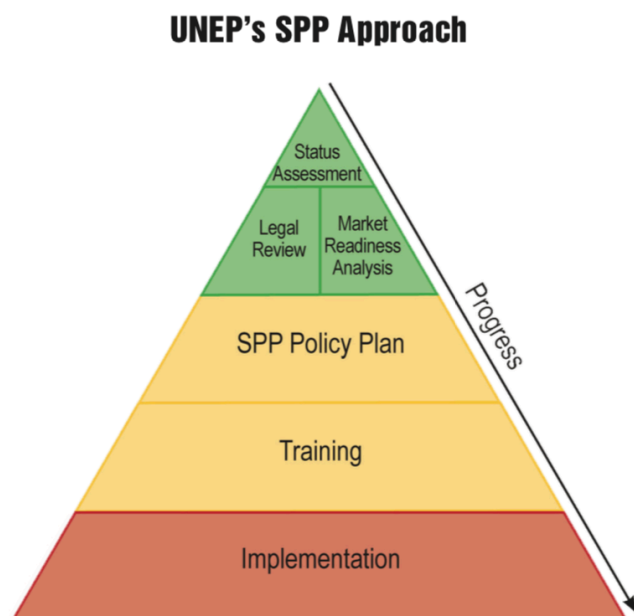 UNEP's SPP Approach
Status
Assessment
Legal
Review
Market
Readiness
Analysis
Progress
SPP Policy Plan
Training
Implementation